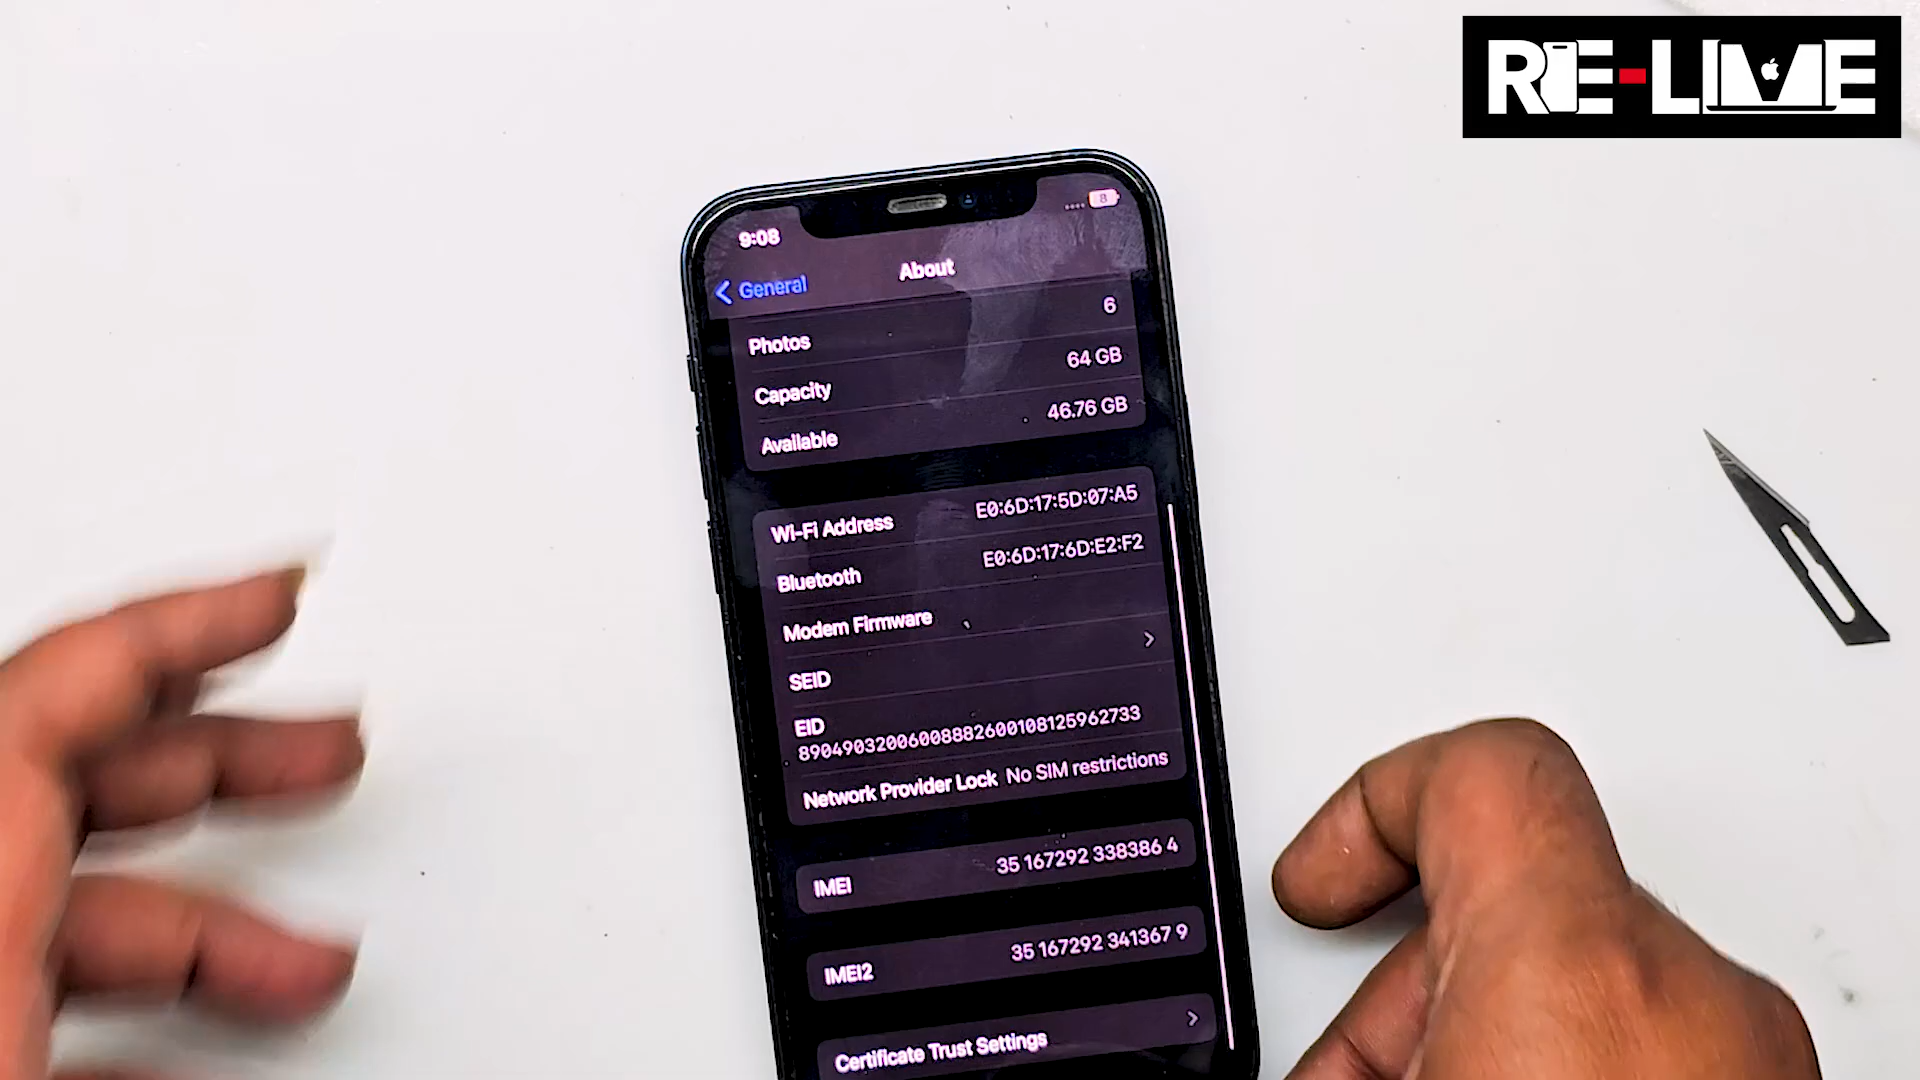 RE-LIVE
9:08
8
General
About
Photos 6
Capacity 64 GB
Available 46.76 GB
Wi-Fi Address E0:6D:17:5D:07:A5
Bluetooth E0:6D:17:6D:E2:F2
Modem Firmware
SEID
EID
89049032006008882600108125962733
Network Provider Lock No SIM restrictions
IMEI 35 167292 338386 4
IMEI2 35 167292 341367 9
Certificate Trust Settings